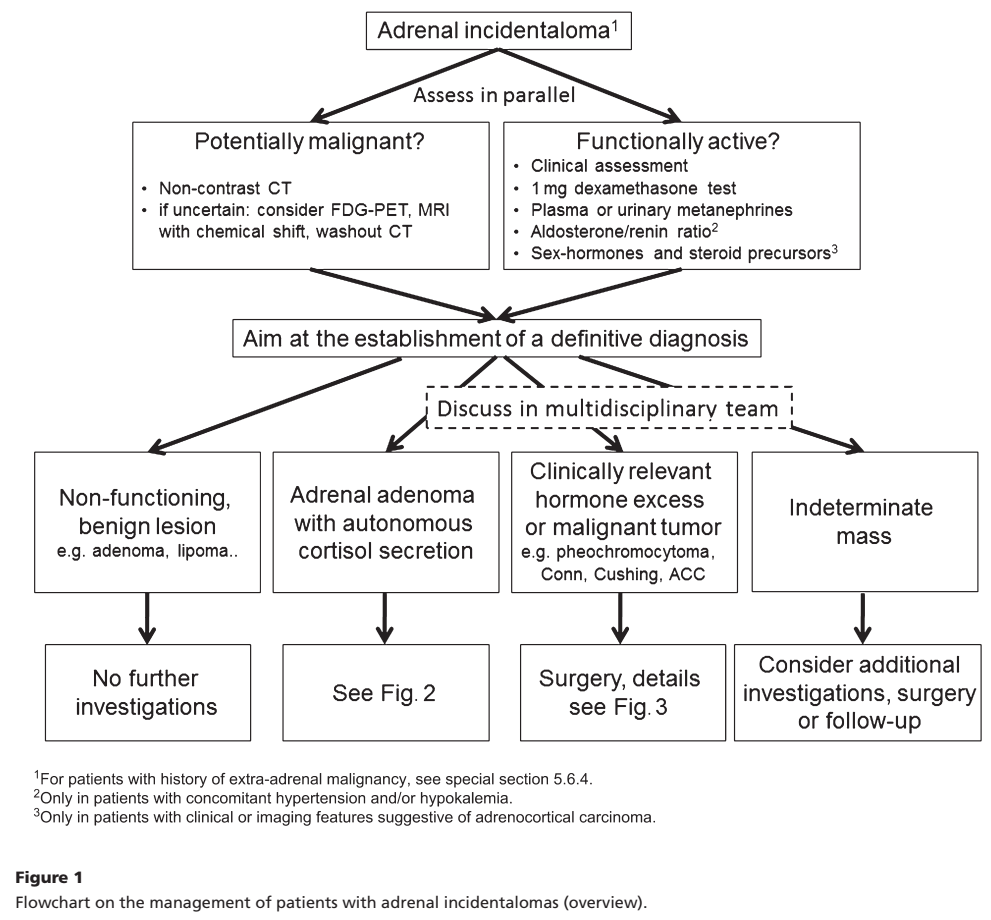 Adrenal incidentaloma¹
Assess in parallel
Potentially malignant?
• Non-contrast CT
• if uncertain: consider FDG-PET, MRI
with chemical shift, washout CT
Functionally active?
• Clinical assessment
• 1 mg dexamethasone test
• Plasma or urinary metanephrines
• Aldosterone/renin ratio²
• Sex-hormones and steroid precursors³
Aim at the establishment of a definitive diagnosis
Discuss in multidisciplinary team
Non-functioning,
benign lesion
e.g. adenoma, lipoma..
Adrenal adenoma
with autonomous
cortisol secretion
Clinically relevant
hormone excess
or malignant tumor
e.g. pheochromocytoma,
Conn, Cushing, ACC
Indeterminate
mass
No further
investigations
See Fig. 2
Surgery, details
see Fig. 3
Consider additional
investigations, surgery
or follow-up
¹For patients with history of extra-adrenal malignancy, see special section 5.6.4.
²Only in patients with concomitant hypertension and/or hypokalemia.
³Only in patients with clinical or imaging features suggestive of adrenocortical carcinoma.
Figure 1
Flowchart on the management of patients with adrenal incidentalomas (overview).